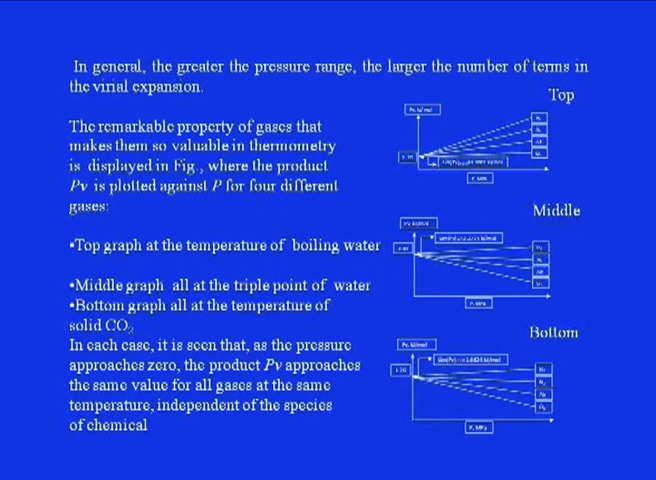 In general, the greater the pressure range, the larger the number of terms in
the virial expansion.
Top
The remarkable property of gases that
makes them so valuable in thermometry
is displayed in Fig., where the product
Pv is plotted against P for four different
gases:
Middle
•Top graph at the temperature of boiling water
•Middle graph all at the triple point of water
•Bottom graph all at the temperature of
solid CO2
Bottom
In each case, it is seen that, as the pressure
approaches zero, the product Pv approaches
the same value for all gases at the same
temperature, independent of the species
of chemical